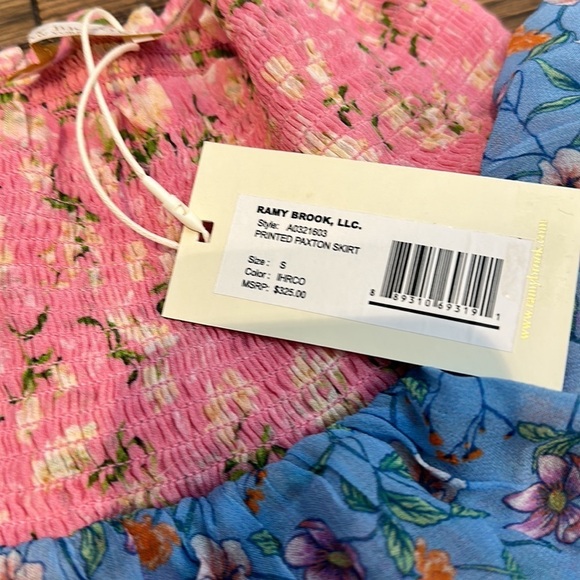 RAMY BROOK, LLC.
Style: A0321603
PRINTED PAXTON SKIRT
Size: S
Color: IHRCO
MSRP: $325.00
8 89310 69319 1